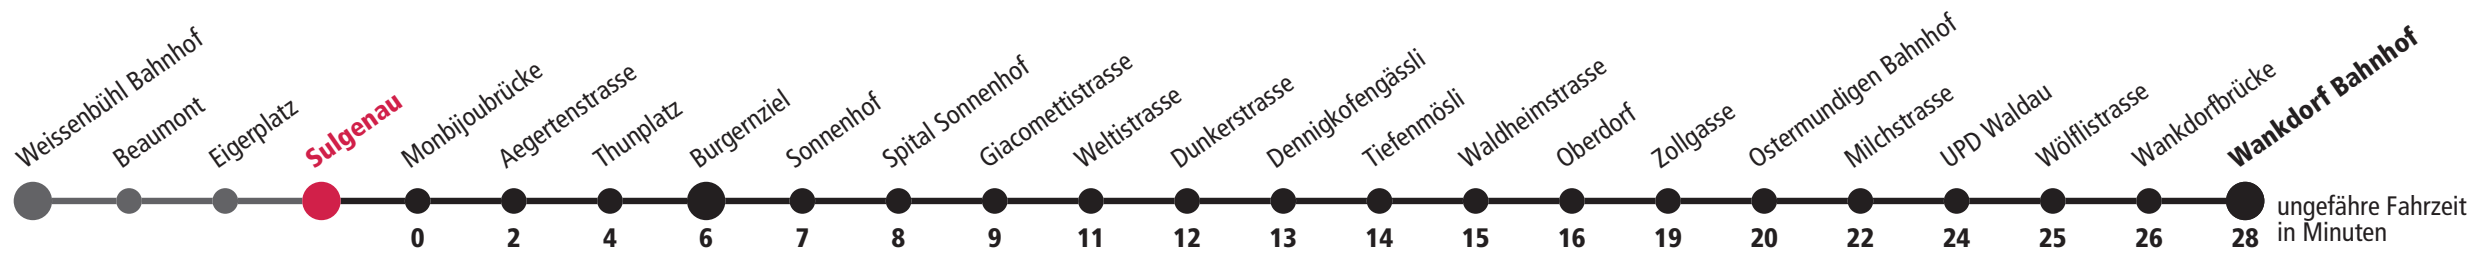 Weissenbühl Bahnhof
Beaumont
Eigerplatz
Sulgenau
Monbijoubrücke
Aegertenstrasse
Thunplatz
Burgernziel
Sonnenhof
Spital Sonnenhof
Giacomettistrasse
Weltistrasse
Dunkerstrasse
Dennigkofengässli
Tiefenmösli
Waldheimstrasse
Oberdorf
Zollgasse
Ostermundigen Bahnhof
Milchstrasse
UPD Waldau
Wölflistrasse
Wankdorfbrücke
Wankdorf Bahnhof
0 2 4 6 7 8 9 11 12 13 14 15 16 19 20 22 24 25 26 28
ungefähre Fahrzeit
in Minuten